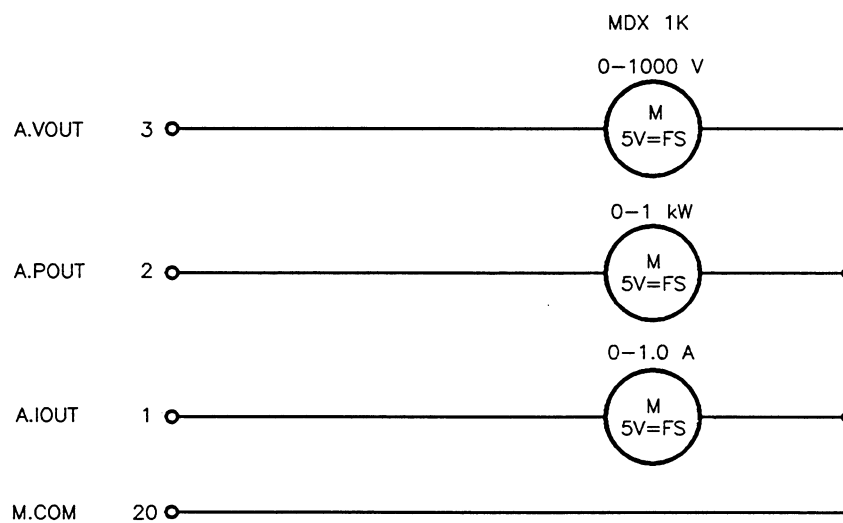 MDX 1K
0-1000 V
A.VOUT 3 M
5V=FS
0-1 kW
A.POUT 2 M
5V=FS
0-1.0 A
A.IOUT 1 M
5V=FS
M.COM 20